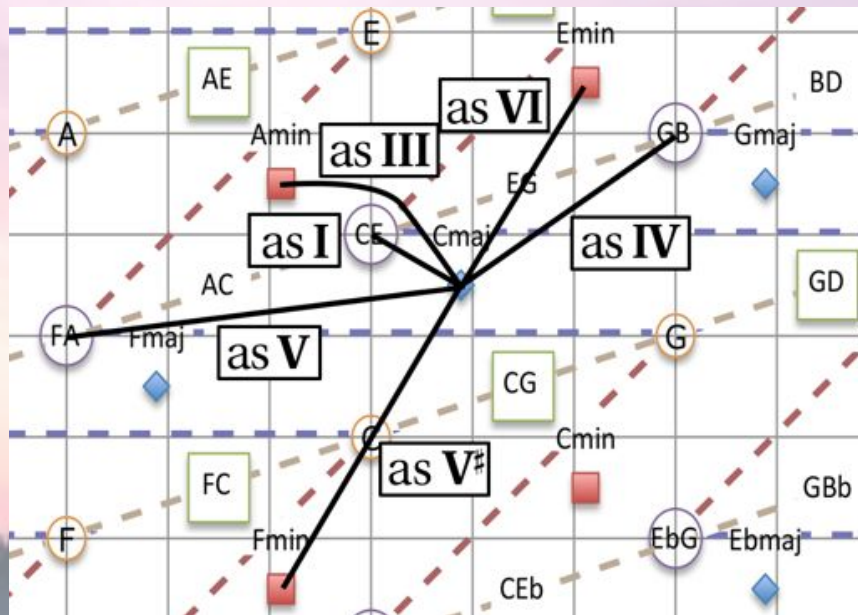 E
Emin
AE
as VI
BD
A
Amin
as III
GB
Gmaj
EG
as I
CE
Cmaj
as IV
AC
GD
FA
Fmaj
as V
G
CG
C
Cmin
as V♯
FC
GBb
F
Fmin
EbG
Ebmaj
CEb